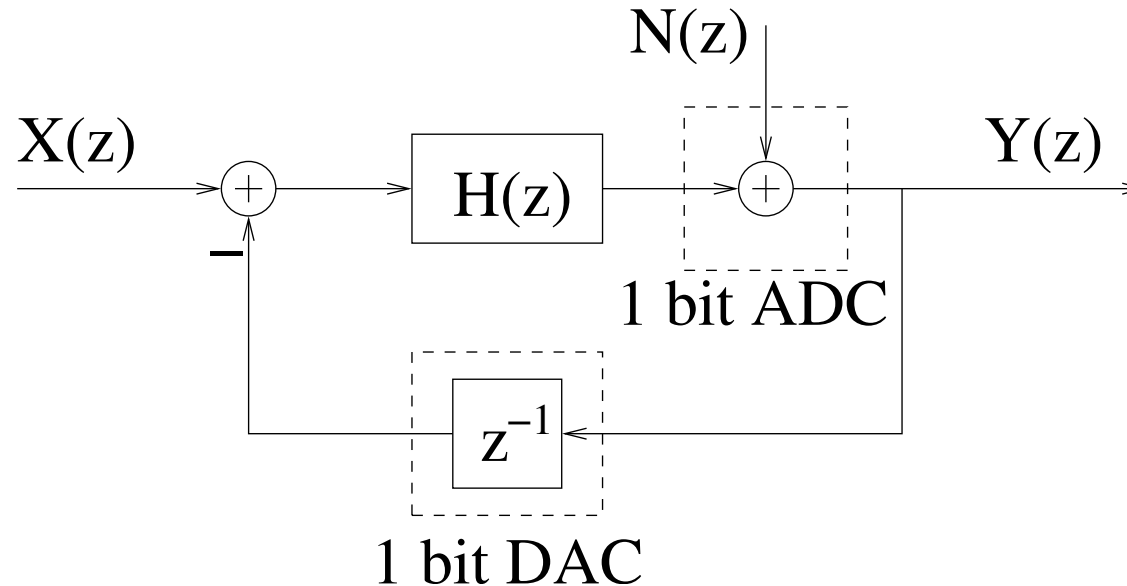 N(z)
X(z)
Y(z)
+
H(z)
+
−
1 bit ADC
z⁻¹
1 bit DAC